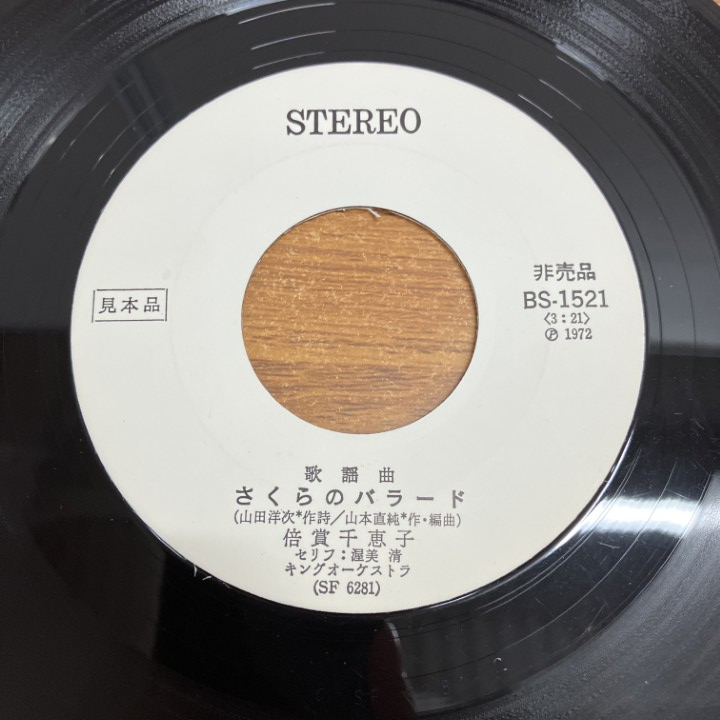 STEREO
見本品
非売品
BS-1521
〈3:21〉
Ⓟ 1972
歌謡曲
さくらのバラード
(山田洋次*作詩/山本直純*作・編曲)
倍賞千恵子
セリフ:渥美 清
キングオーケストラ
(SF 6281)